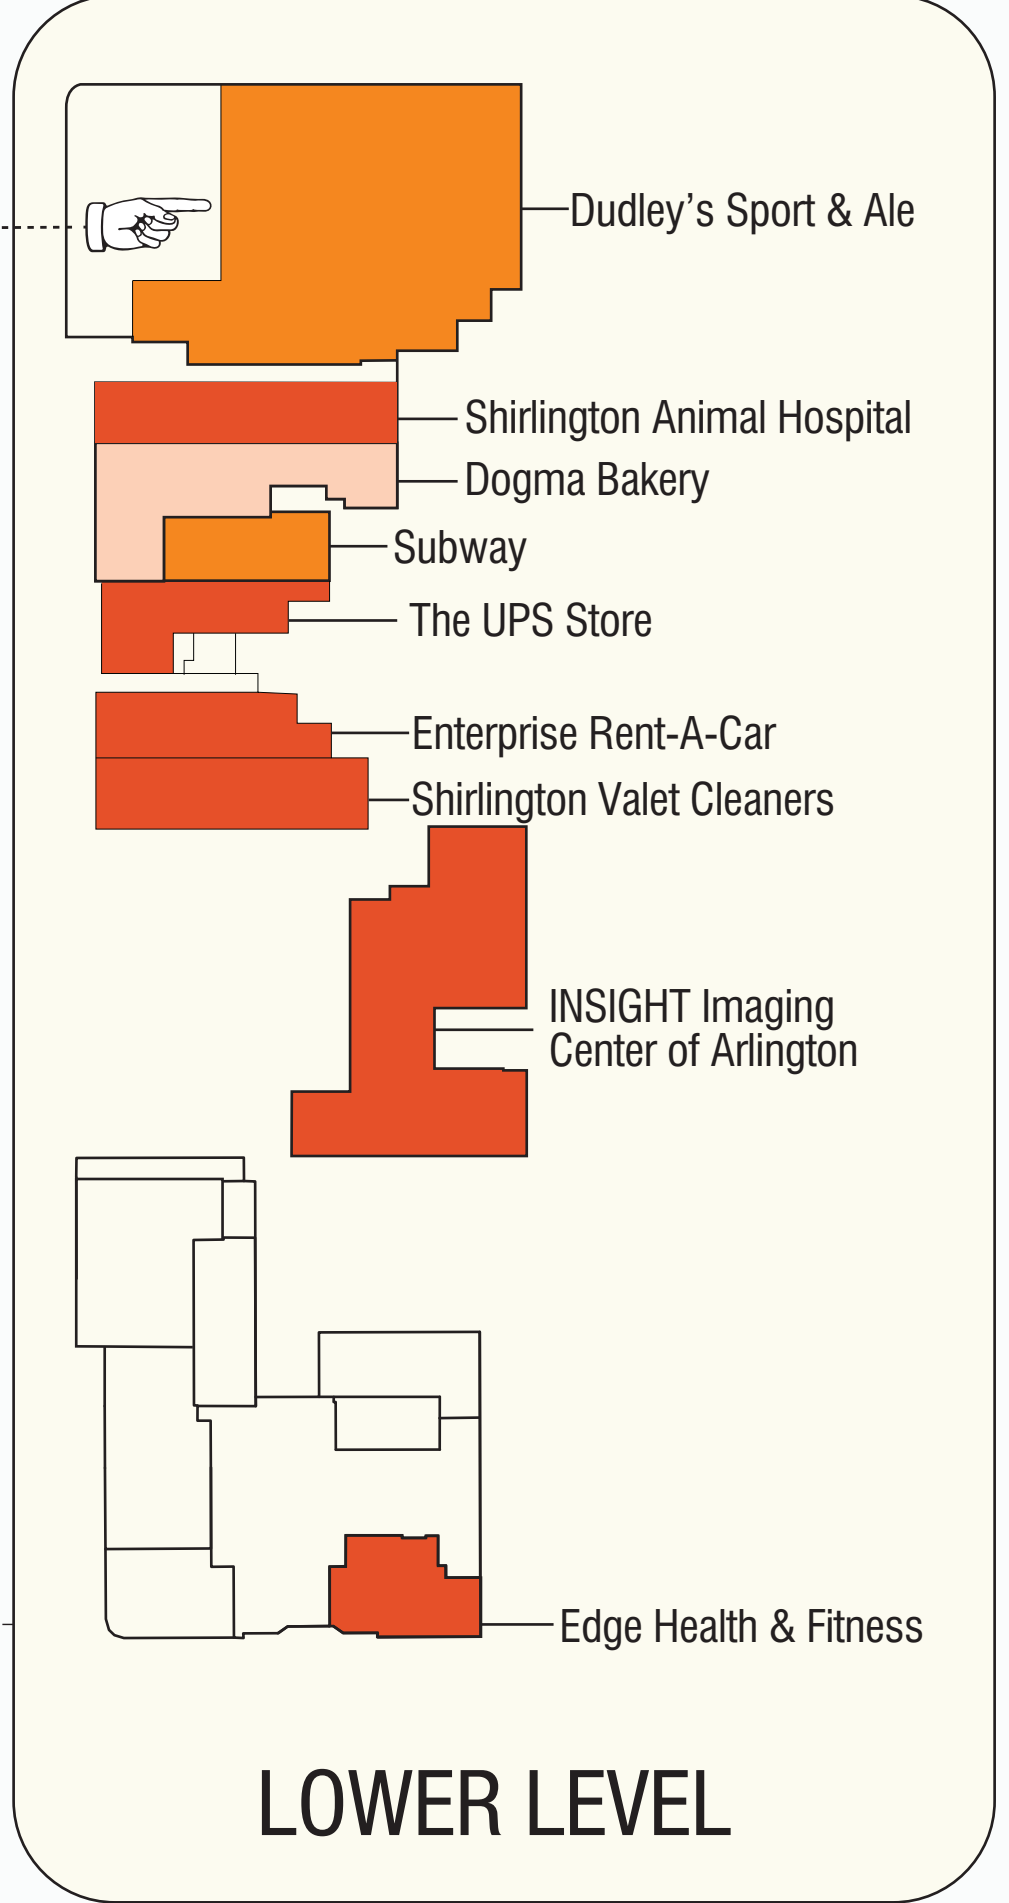 Dudley’s Sport & Ale
Shirlington Animal Hospital
Dogma Bakery
Subway
The UPS Store
Enterprise Rent-A-Car
Shirlington Valet Cleaners
INSIGHT Imaging
Center of Arlington
Edge Health & Fitness
LOWER LEVEL